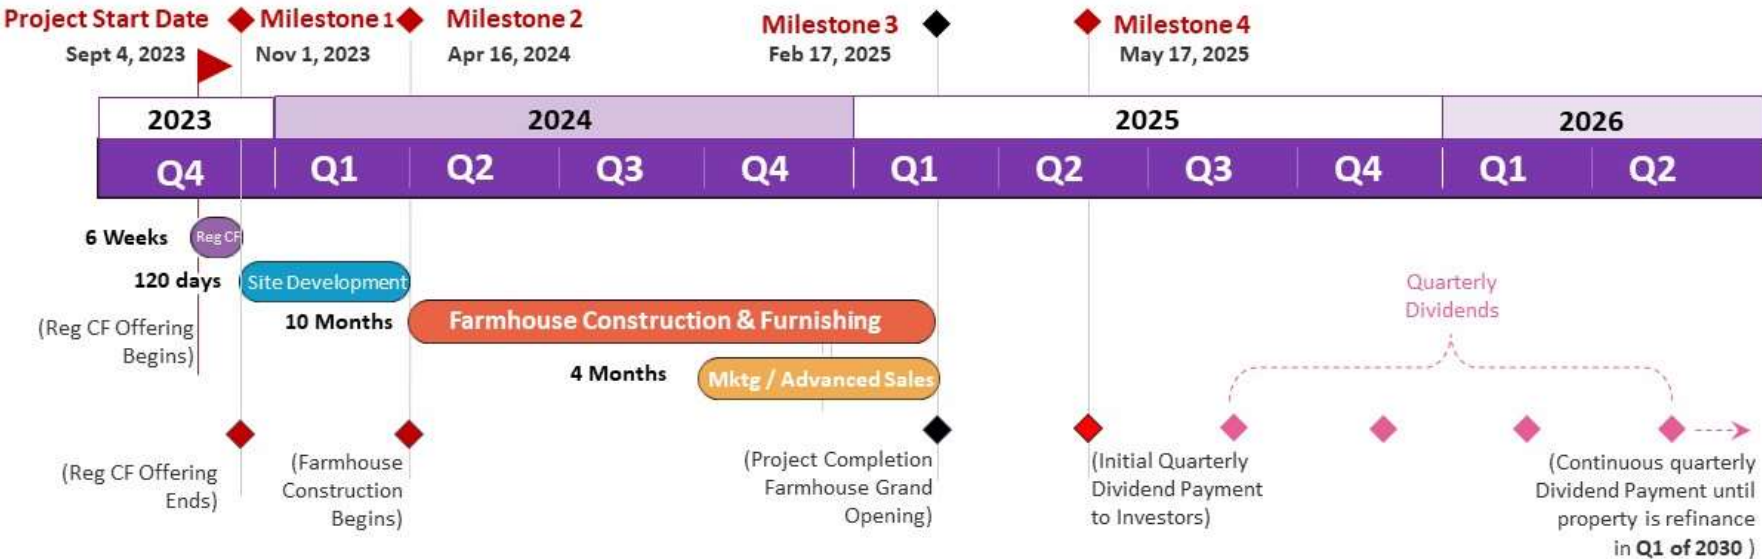 Project Start Date
Sept 4, 2023
Milestone 1
Nov 1, 2023
Milestone 2
Apr 16, 2024
Milestone 3
Feb 17, 2025
Milestone 4
May 17, 2025
2023 2024 2025 2026
Q4 Q1 Q2 Q3 Q4 Q1 Q2 Q3 Q4 Q1 Q2
6 Weeks Reg CF
120 days Site Development
(Reg CF Offering
Begins)
10 Months Farmhouse Construction & Furnishing
4 Months Mktg / Advanced Sales
Quarterly
Dividends
(Reg CF Offering
Ends)
(Farmhouse
Construction
Begins)
(Project Completion
Farmhouse Grand
Opening)
(Initial Quarterly
Dividend Payment
to Investors)
(Continuous quarterly
Dividend Payment until
property is refinance
in Q1 of 2030 )